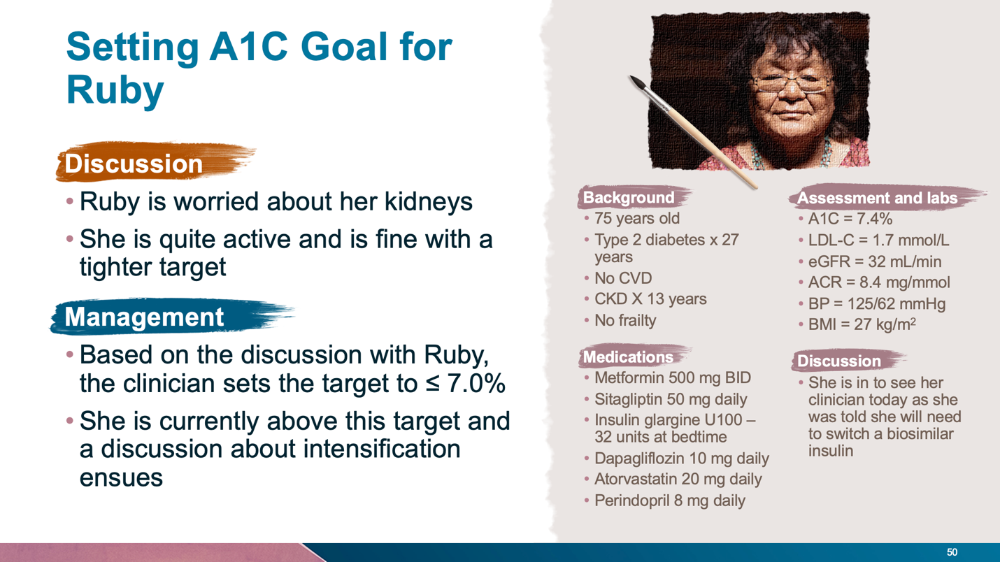 Setting A1C Goal for
Ruby
Discussion
• Ruby is worried about her kidneys
• She is quite active and is fine with a
tighter target
Management
• Based on the discussion with Ruby,
the clinician sets the target to ≤ 7.0%
• She is currently above this target and
a discussion about intensification
ensues
Background
• 75 years old
• Type 2 diabetes x 27
years
• No CVD
• CKD X 13 years
• No frailty
Assessment and labs
• A1C = 7.4%
• LDL-C = 1.7 mmol/L
• eGFR = 32 mL/min
• ACR = 8.4 mg/mmol
• BP = 125/62 mmHg
• BMI = 27 kg/m²
Medications
• Metformin 500 mg BID
• Sitagliptin 50 mg daily
• Insulin glargine U100 –
32 units at bedtime
• Dapagliflozin 10 mg daily
• Atorvastatin 20 mg daily
• Perindopril 8 mg daily
Discussion
• She is in to see her
clinician today as she
was told she will need
to switch a biosimilar
insulin
50